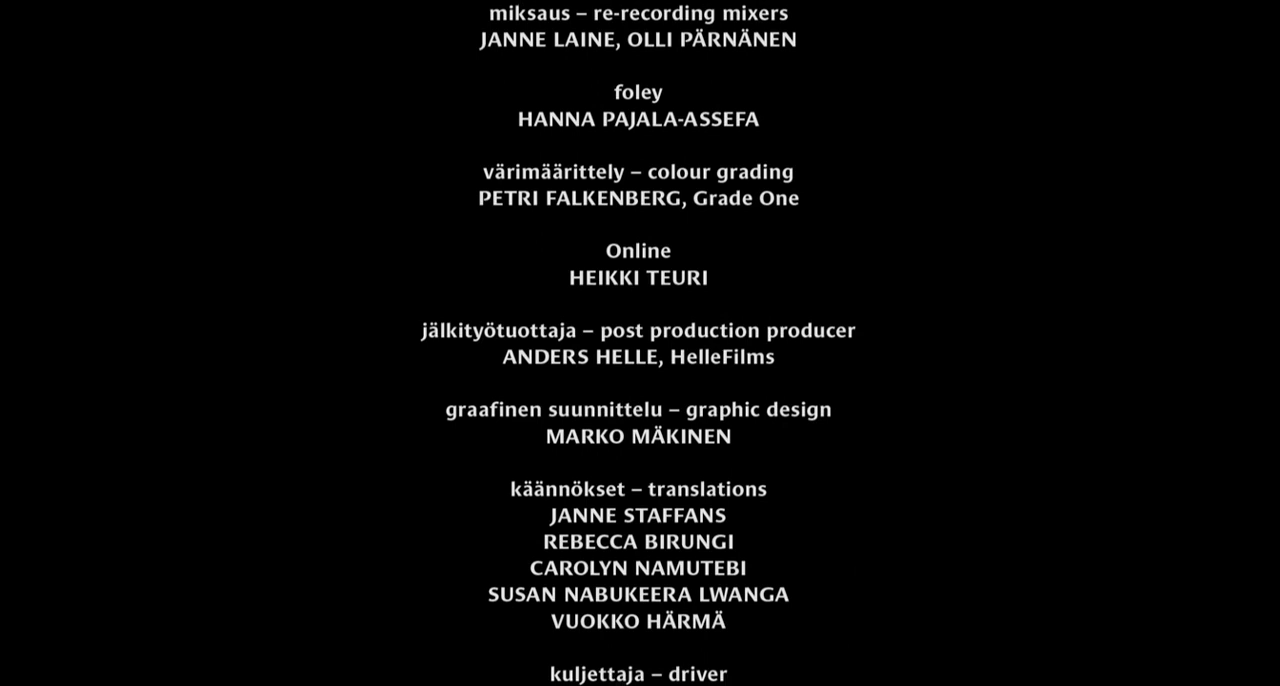 miksaus – re-recording mixers
JANNE LAINE, OLLI PÄRNÄNEN
foley
HANNA PAJALA-ASSEFA
värimäärittely – colour grading
PETRI FALKENBERG, Grade One
Online
HEIKKI TEURI
jälkityötuottaja – post production producer
ANDERS HELLE, HelleFilms
graafinen suunnittelu – graphic design
MARKO MÄKINEN
käännökset – translations
JANNE STAFFANS
REBECCA BIRUNGI
CAROLYN NAMUTEBI
SUSAN NABUKEERA LWANGA
VUOKKO HÄRMÄ
kuljettaja – driver